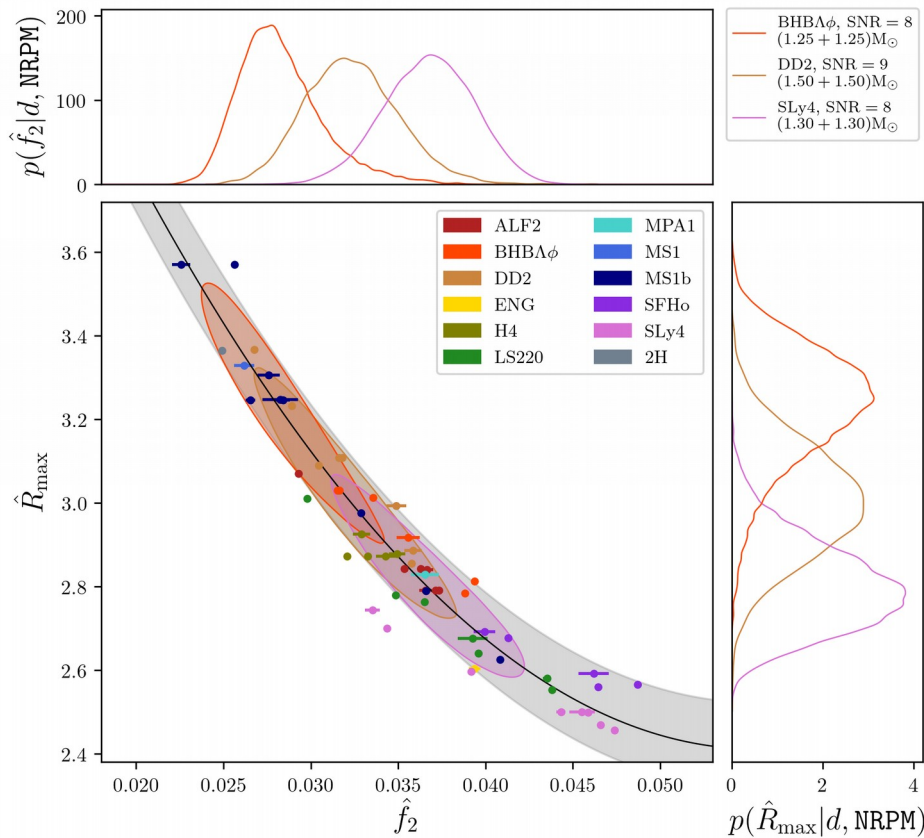 200
100
0
p(f̂₂|d, NRPM)
BHBΛϕ, SNR = 8
(1.25 + 1.25)M⊙
DD2, SNR = 9
(1.50 + 1.50)M⊙
SLy4, SNR = 8
(1.30 + 1.30)M⊙
ALF2
BHBΛϕ
DD2
ENG
H4
LS220
MPA1
MS1
MS1b
SFHo
SLy4
2H
3.6
3.4
3.2
3.0
2.8
2.6
2.4
R̂max
0.020 0.025 0.030 0.035 0.040 0.045 0.050
f̂₂
0 2 4
p(R̂max|d, NRPM)